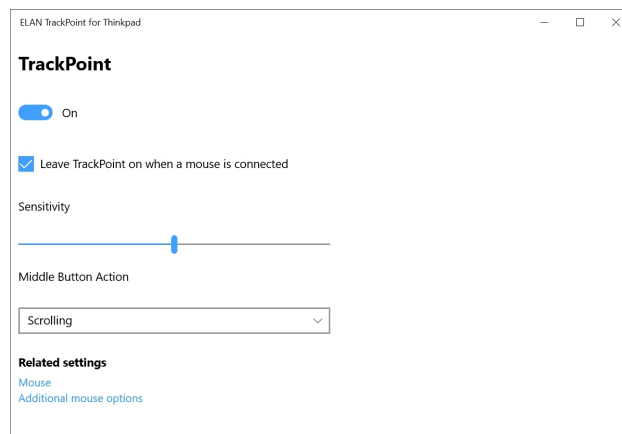 ELAN TrackPoint for Thinkpad
TrackPoint
On
Leave TrackPoint on when a mouse is connected
Sensitivity
Middle Button Action
Scrolling
Related settings
Mouse
Additional mouse options